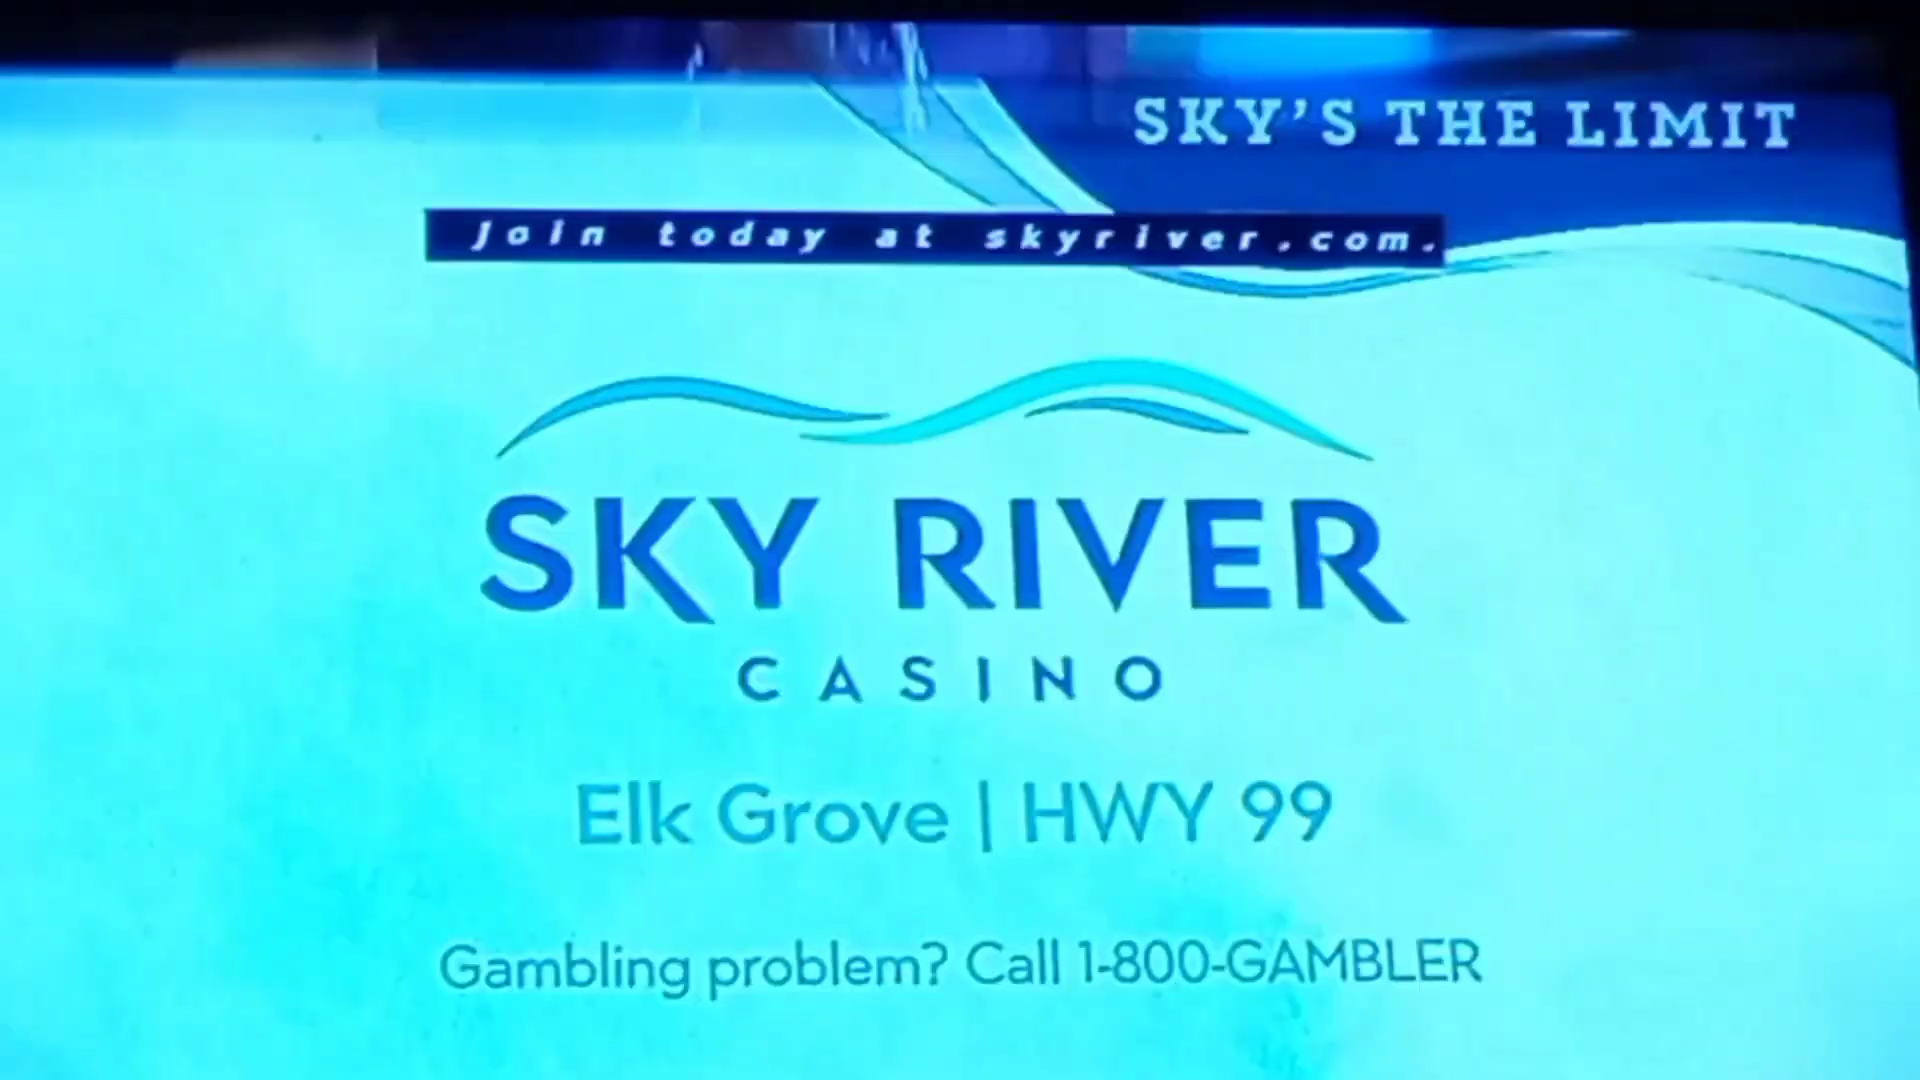 SKY'S THE LIMIT
Join today at skyriver.com.
SKY RIVER
CASINO
Elk Grove | HWY 99
Gambling problem? Call 1-800-GAMBLER